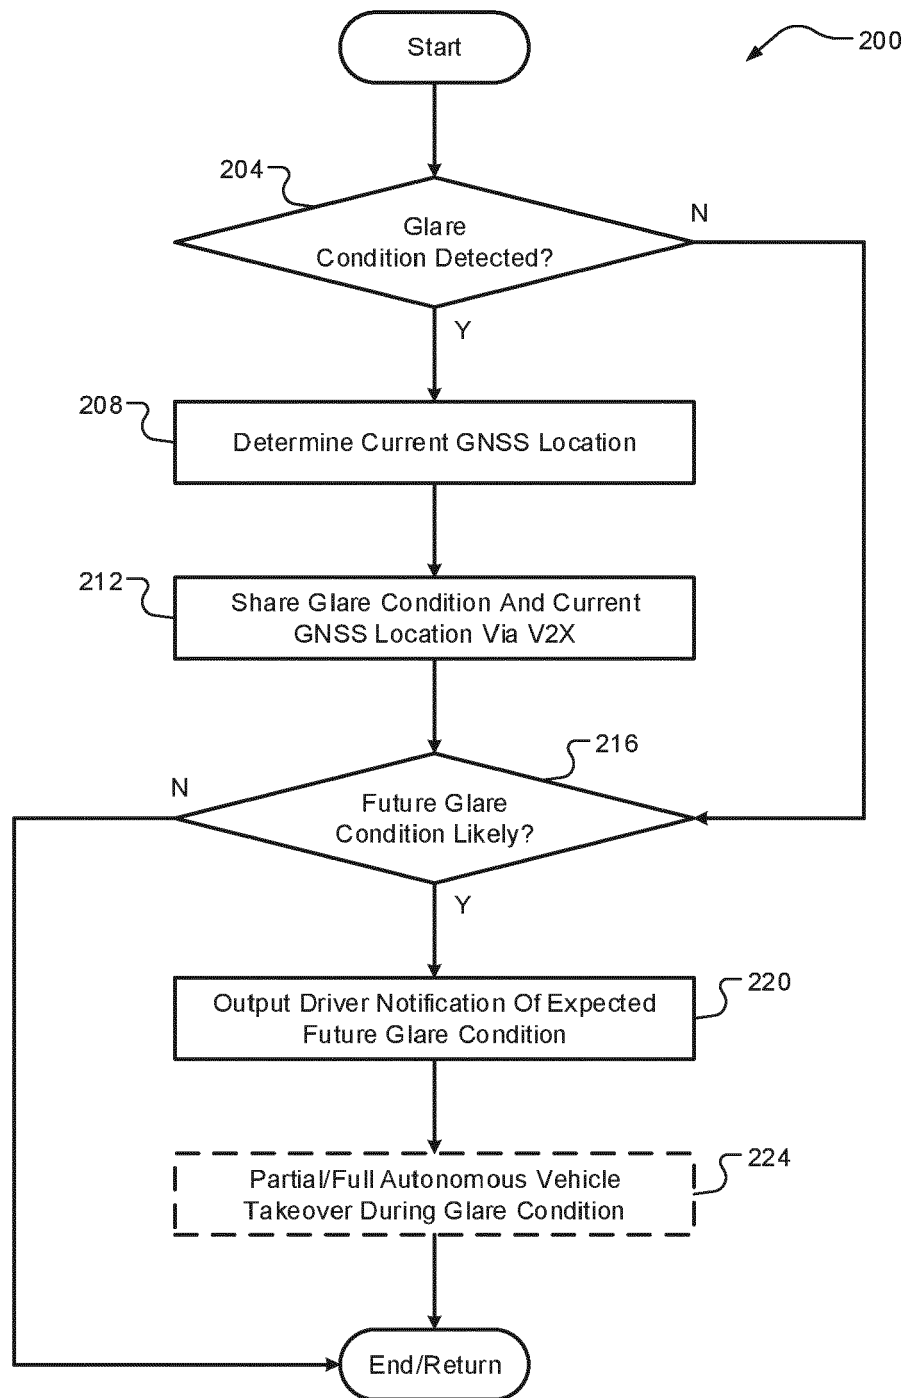 Start
200
204
Glare
Condition Detected?
N
Y
208
Determine Current GNSS Location
212
Share Glare Condition And Current
GNSS Location Via V2X
216
N
Future Glare
Condition Likely?
Y
220
Output Driver Notification Of Expected
Future Glare Condition
224
Partial/Full Autonomous Vehicle
Takeover During Glare Condition
End/Return